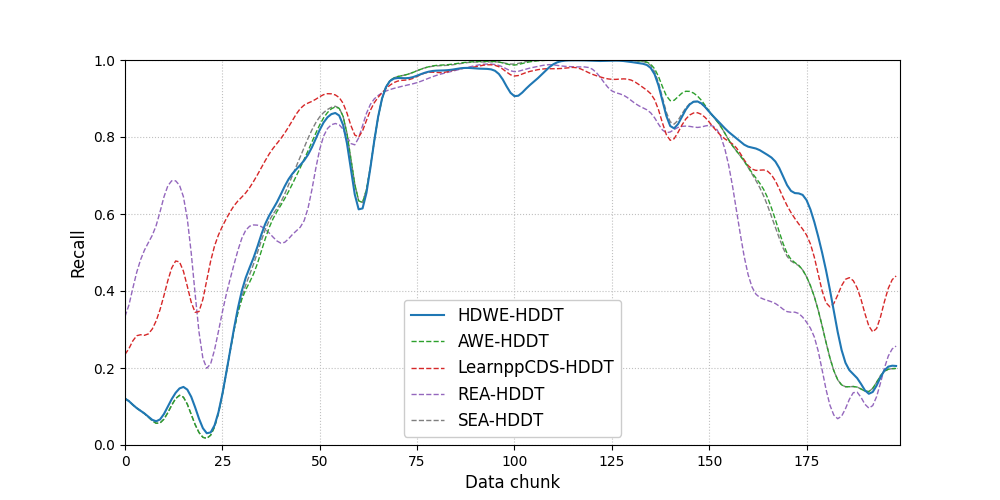 1.0
0.8
0.6
0.4
0.2
0.0
Recall
0 25 50 75 100 125 150 175
Data chunk
HDWE-HDDT
AWE-HDDT
LearnppCDS-HDDT
REA-HDDT
SEA-HDDT